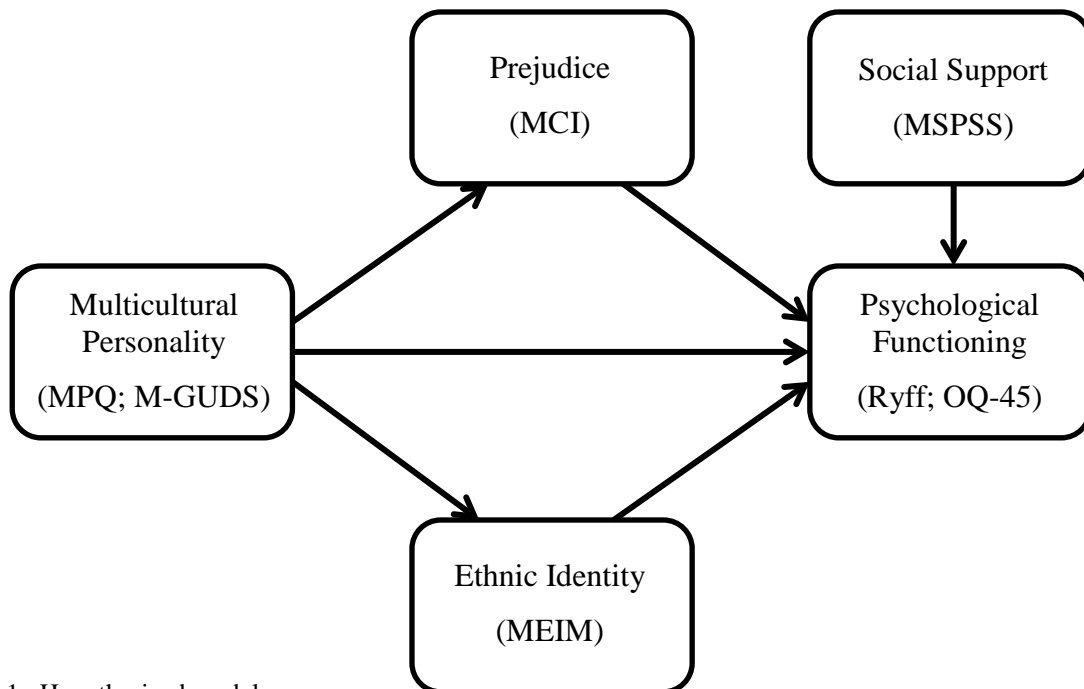 Prejudice
(MCI)
Social Support
(MSPSS)
Multicultural
Personality
(MPQ; M-GUDS)
Psychological
Functioning
(Ryff; OQ-45)
Ethnic Identity
(MEIM)